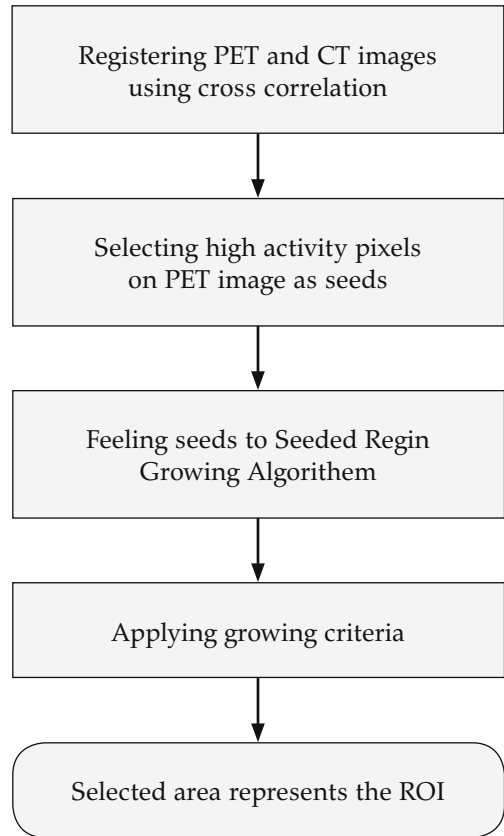 Registering PET and CT images
using cross correlation
Selecting high activity pixels
on PET image as seeds
Feeling seeds to Seeded Regin
Growing Algorithem
Applying growing criteria
Selected area represents the ROI